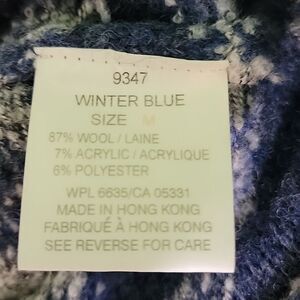 9347
WINTER BLUE
SIZE M
87% WOOL / LAINE
7% ACRYLIC / ACRYLIQUE
6% POLYESTER
WPL 6635/CA 05331
MADE IN HONG KONG
FABRIQUÉ À HONG KONG
SEE REVERSE FOR CARE